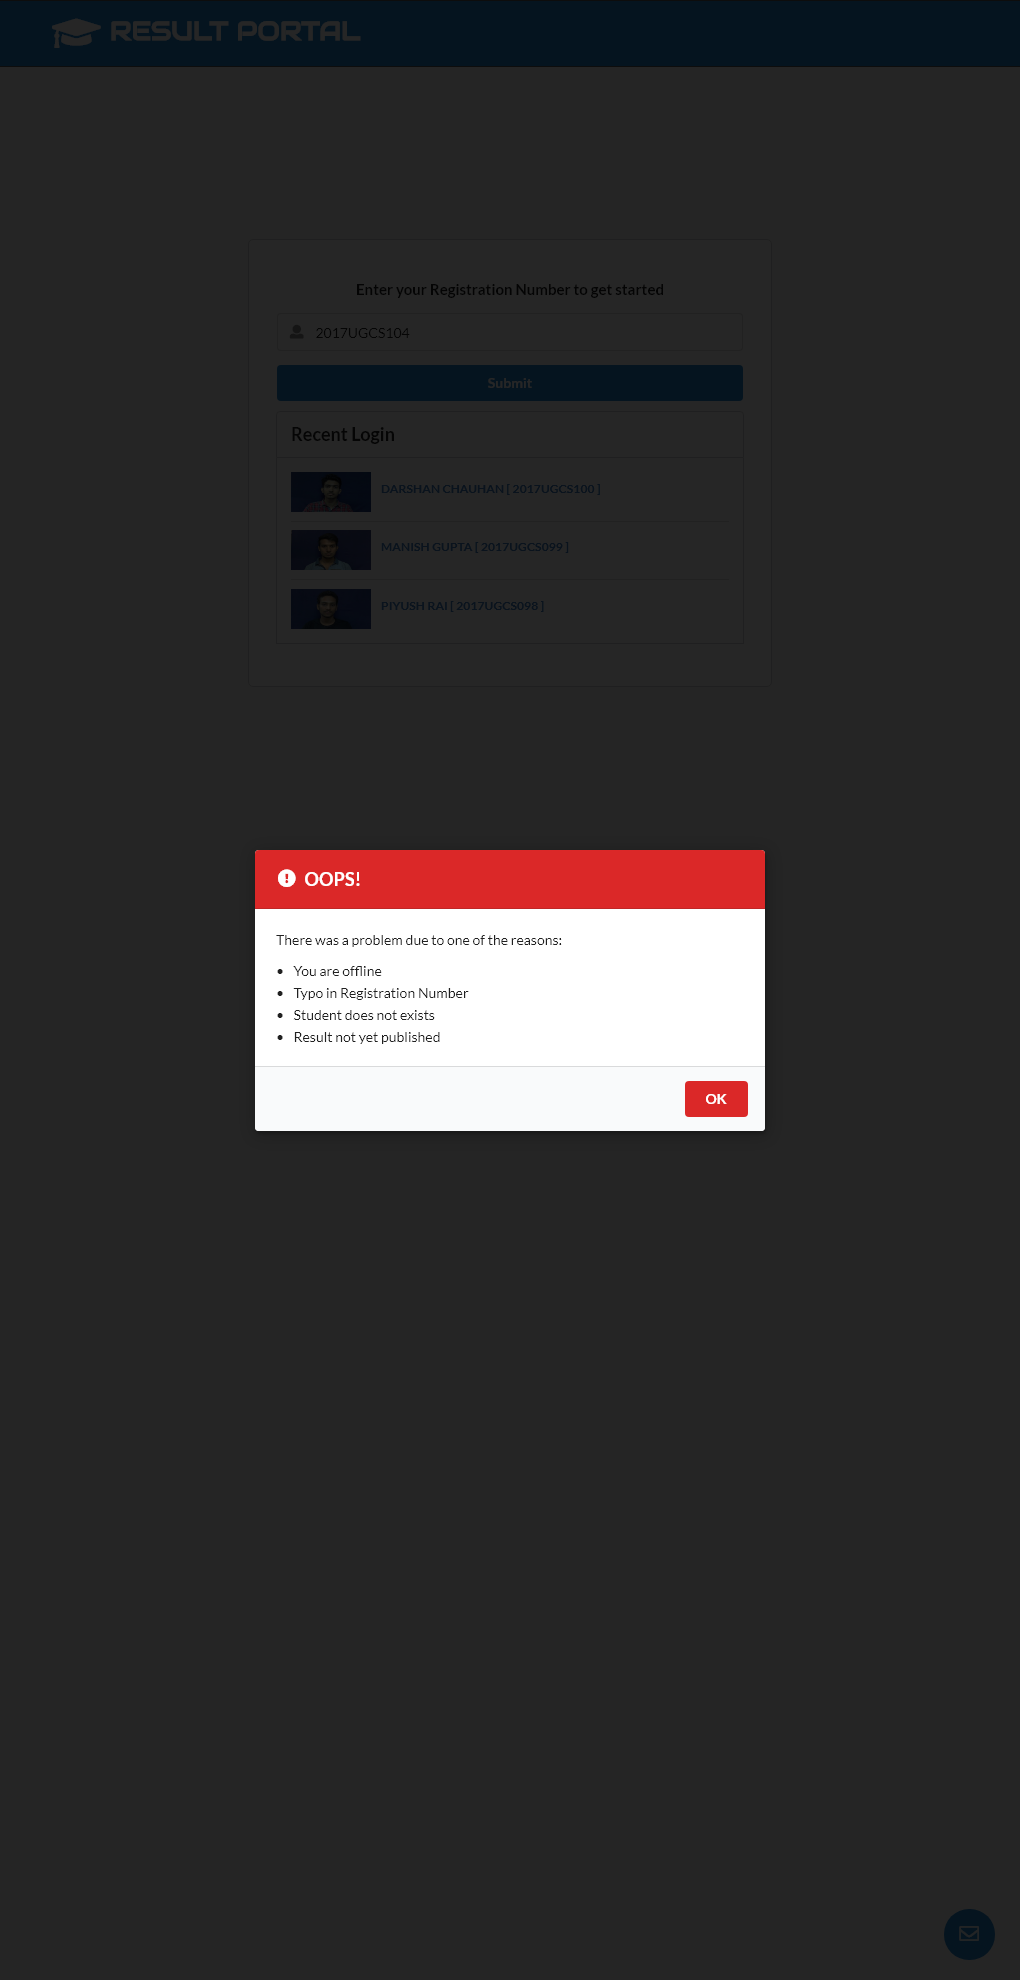 RESULT PORTAL
Enter your Registration Number to get started
2017UGCS104
Submit
Recent Login
DARSHAN CHAUHAN [ 2017UGCS100 ]
MANISH GUPTA [ 2017UGCS099 ]
PIYUSH RAI [ 2017UGCS098 ]
OOPS!
There was a problem due to one of the reasons:
• You are offline
• Typo in Registration Number
• Student does not exists
• Result not yet published
OK